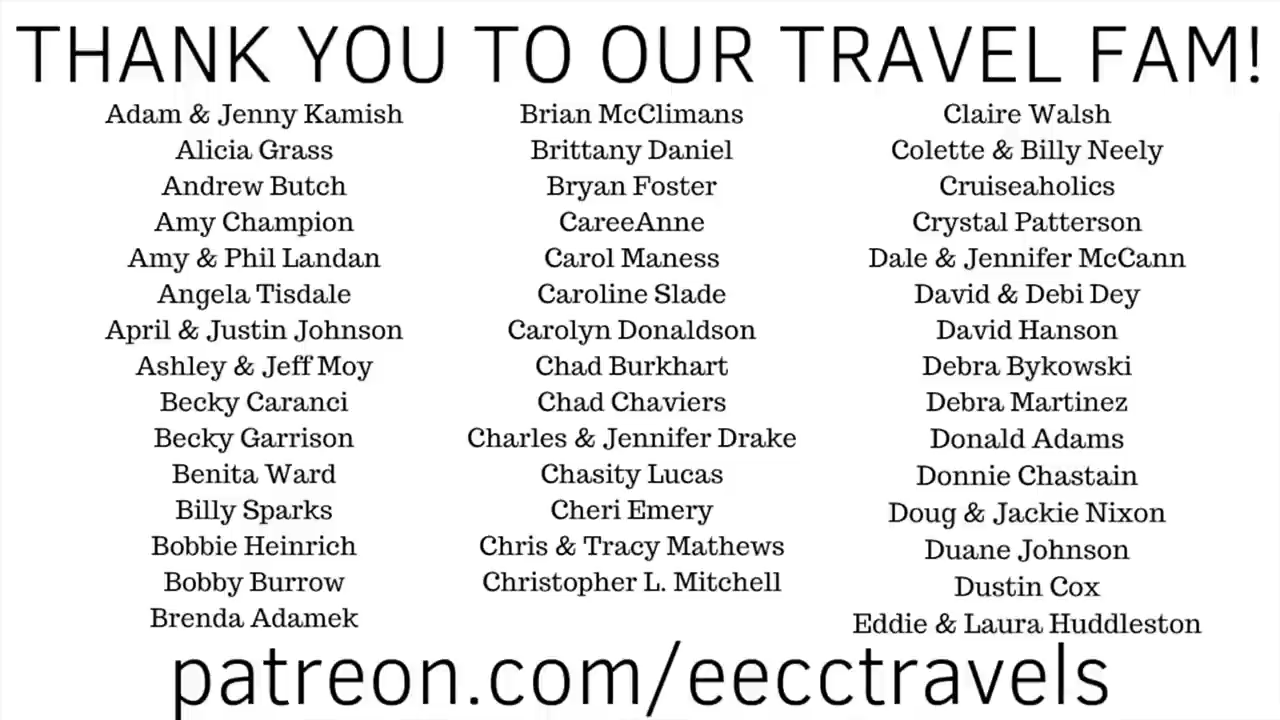 THANK YOU TO OUR TRAVEL FAM!
Adam & Jenny Kamish
Alicia Grass
Andrew Butch
Amy Champion
Amy & Phil Landan
Angela Tisdale
April & Justin Johnson
Ashley & Jeff Moy
Becky Caranci
Becky Garrison
Benita Ward
Billy Sparks
Bobbie Heinrich
Bobby Burrow
Brenda Adamek
Brian McClimans
Brittany Daniel
Bryan Foster
CareeAnne
Carol Maness
Caroline Slade
Carolyn Donaldson
Chad Burkhart
Chad Chaviers
Charles & Jennifer Drake
Chasity Lucas
Cheri Emery
Chris & Tracy Mathews
Christopher L. Mitchell
Claire Walsh
Colette & Billy Neely
Cruiseaholics
Crystal Patterson
Dale & Jennifer McCann
David & Debi Dey
David Hanson
Debra Bykowski
Debra Martinez
Donald Adams
Donnie Chastain
Doug & Jackie Nixon
Duane Johnson
Dustin Cox
Eddie & Laura Huddleston
patreon.com/eecctravels